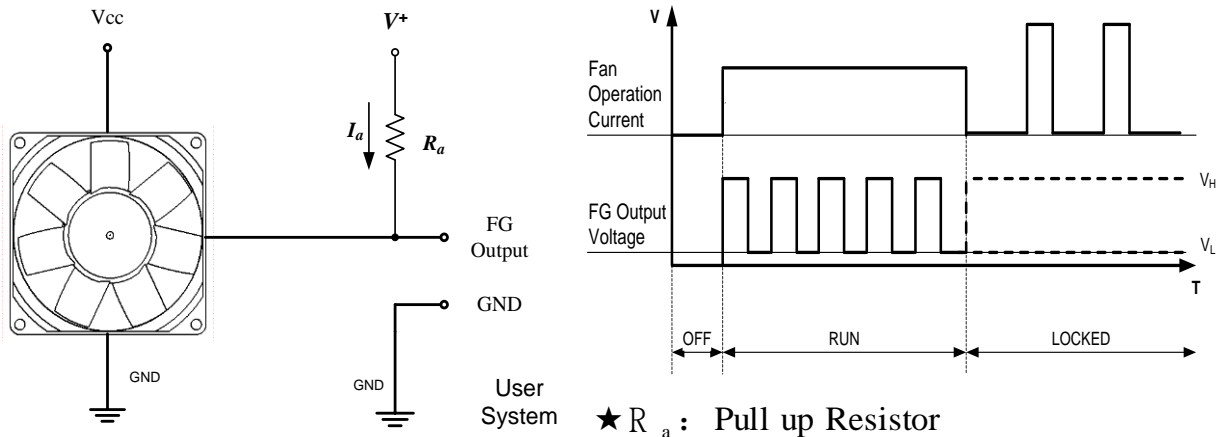 Vcc
V+
Ia
Ra
FG
Output
GND
GND
GND
User
System
V
Fan
Operation
Current
FG Output
Voltage
VH
VL
T
OFF
RUN
LOCKED
★Ra： Pull up Resistor